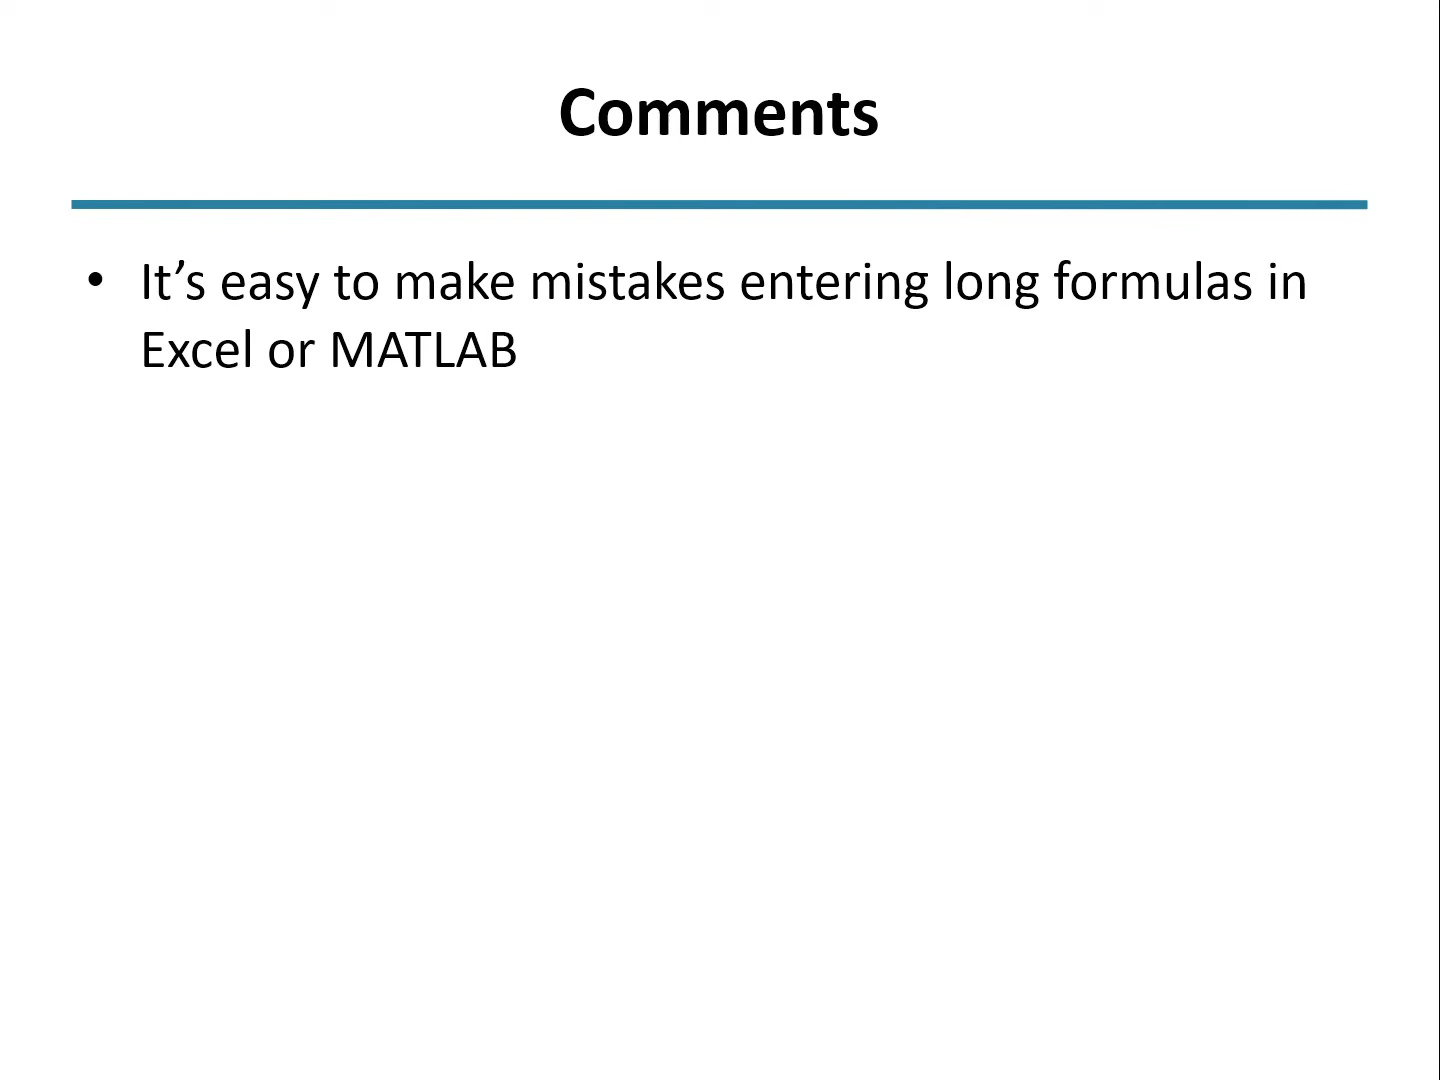 Comments
• It’s easy to make mistakes entering long formulas in
Excel or MATLAB